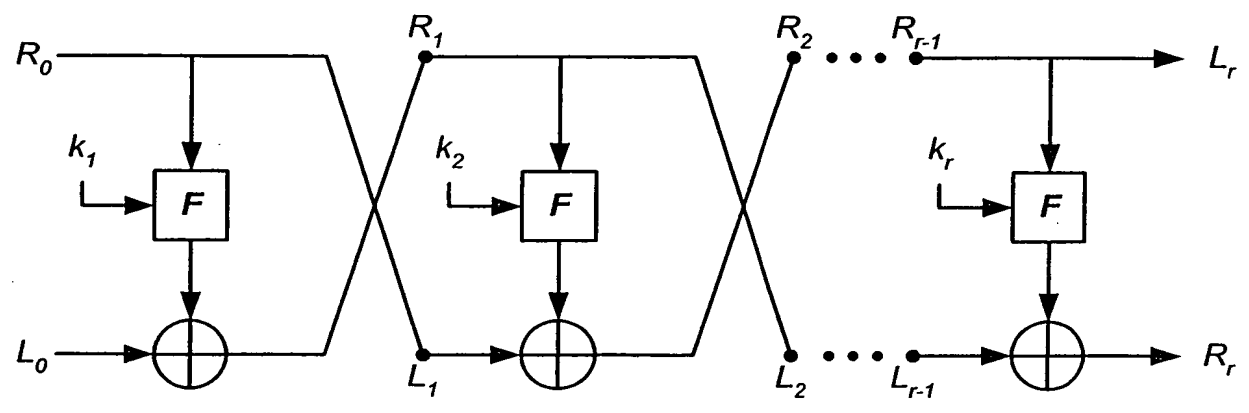 R₀ R₁ R₂ Rᵣ₋₁ Lᵣ
k₁ k₂ kᵣ
F F F
L₀ L₁ L₂ Lᵣ₋₁ Rᵣ